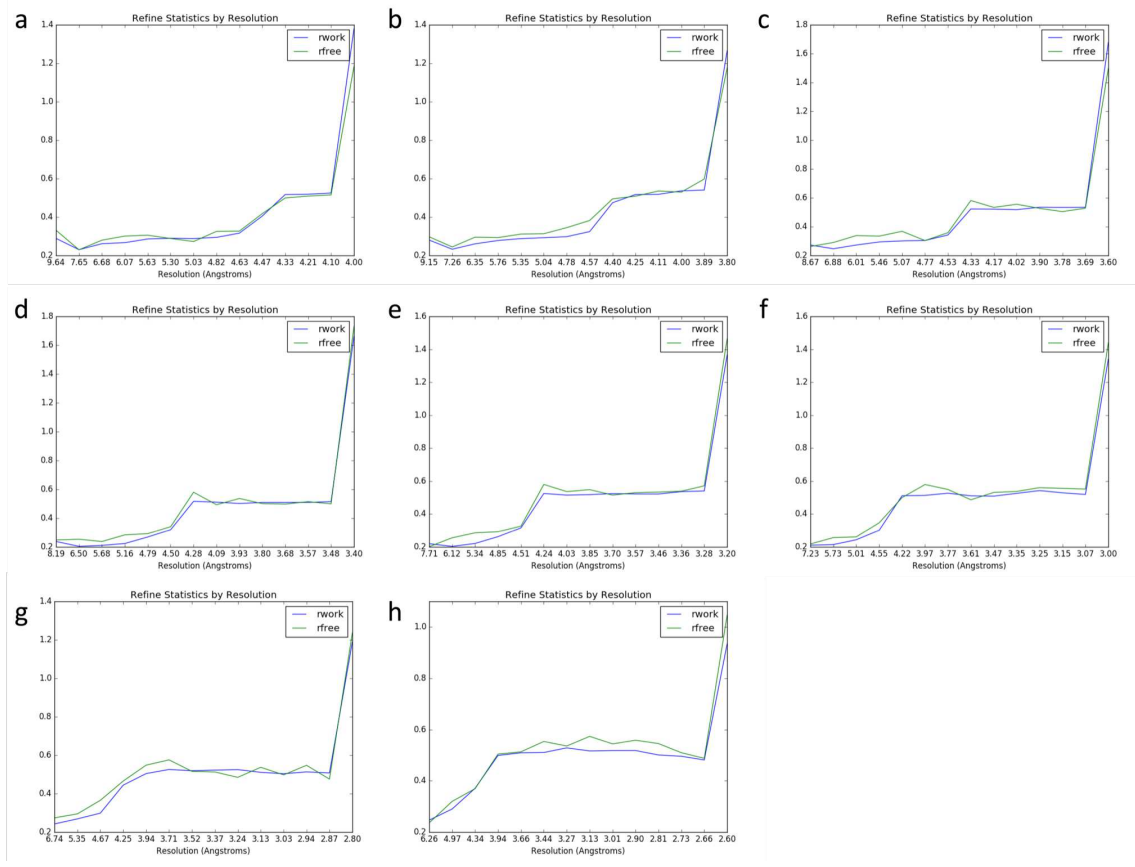 a
Refine Statistics by Resolution
rwork
rfree
1.4
1.2
1.0
0.8
0.6
0.4
0.2
9.64 7.65 6.68 6.07 5.63 5.30 5.03 4.82 4.63 4.47 4.33 4.21 4.10 4.00
Resolution (Angstroms)
b
Refine Statistics by Resolution
rwork
rfree
1.4
1.2
1.0
0.8
0.6
0.4
0.2
9.15 7.26 6.35 5.76 5.35 5.04 4.78 4.57 4.40 4.25 4.11 4.00 3.89 3.80
Resolution (Angstroms)
c
Refine Statistics by Resolution
rwork
rfree
1.8
1.6
1.4
1.2
1.0
0.8
0.6
0.4
0.2
8.67 6.88 6.01 5.46 5.07 4.77 4.53 4.33 4.17 4.02 3.90 3.78 3.69 3.60
Resolution (Angstroms)
d
Refine Statistics by Resolution
rwork
rfree
1.8
1.6
1.4
1.2
1.0
0.8
0.6
0.4
0.2
8.19 6.50 5.68 5.16 4.79 4.50 4.28 4.09 3.93 3.80 3.68 3.57 3.48 3.40
Resolution (Angstroms)
e
Refine Statistics by Resolution
rwork
rfree
1.6
1.4
1.2
1.0
0.8
0.6
0.4
0.2
7.71 6.12 5.34 4.85 4.51 4.24 4.03 3.85 3.70 3.57 3.46 3.36 3.28 3.20
Resolution (Angstroms)
f
Refine Statistics by Resolution
rwork
rfree
1.6
1.4
1.2
1.0
0.8
0.6
0.4
0.2
7.23 5.73 5.01 4.55 4.22 3.97 3.77 3.61 3.47 3.35 3.25 3.15 3.07 3.00
Resolution (Angstroms)
g
Refine Statistics by Resolution
rwork
rfree
1.4
1.2
1.0
0.8
0.6
0.4
0.2
6.74 5.35 4.67 4.25 3.94 3.71 3.52 3.37 3.24 3.13 3.03 2.94 2.87 2.80
Resolution (Angstroms)
h
Refine Statistics by Resolution
rwork
rfree
1.0
0.8
0.6
0.4
0.2
6.26 4.97 4.34 3.94 3.66 3.44 3.27 3.13 3.01 2.90 2.81 2.73 2.66 2.60
Resolution (Angstroms)